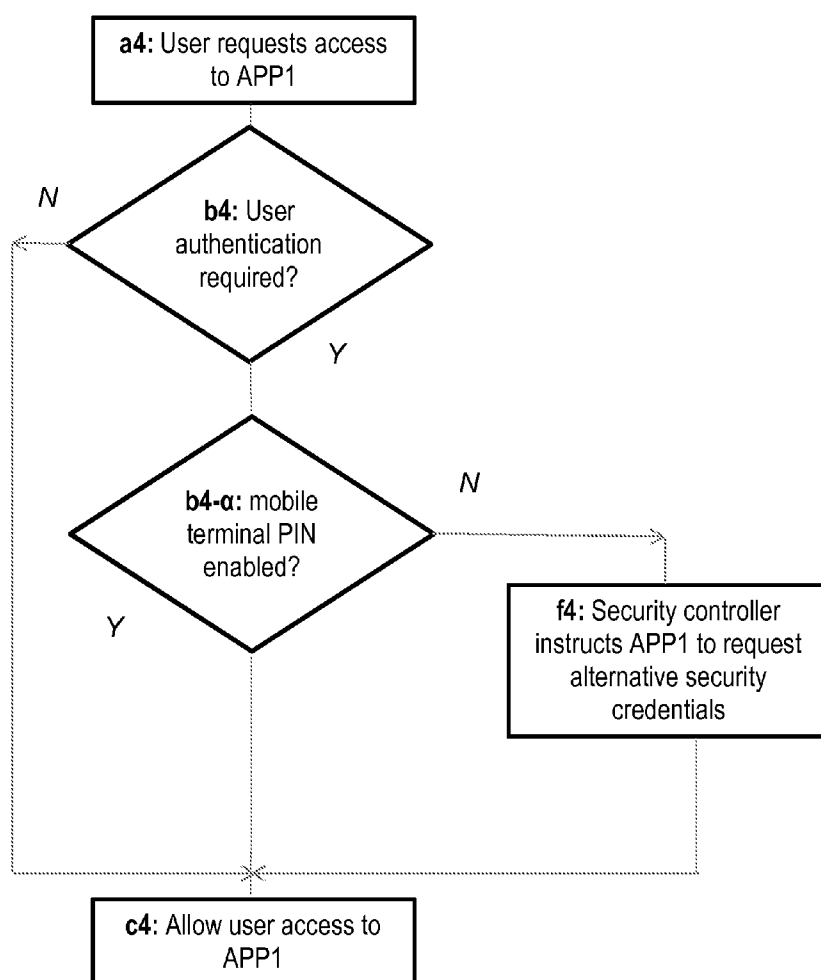 a4: User requests access
to APP1
N
b4: User
authentication
required?
Y
b4-α: mobile
terminal PIN
enabled?
N
Y
f4: Security controller
instructs APP1 to request
alternative security
credentials
c4: Allow user access to
APP1